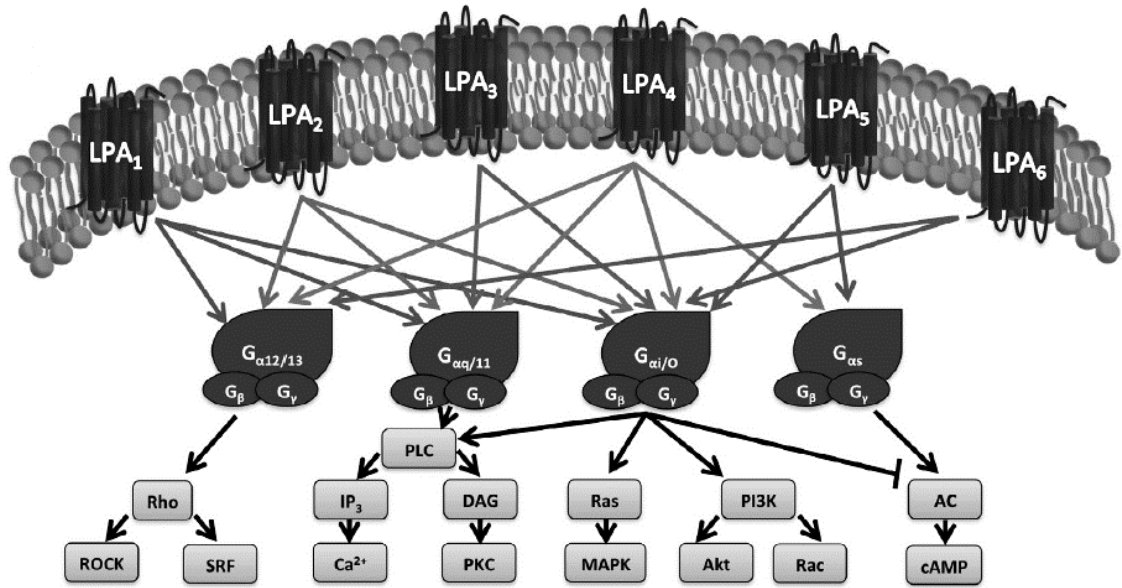 LPA₁
LPA₂
LPA₃
LPA₄
LPA₅
LPA₆
Gα12/13
Gαq/11
Gαi/O
Gαs
Gβ Gγ
Gβ Gγ
Gβ Gγ
Gβ Gγ
PLC
Rho
IP₃
DAG
Ras
PI3K
AC
ROCK
SRF
Ca²⁺
PKC
MAPK
Akt
Rac
cAMP